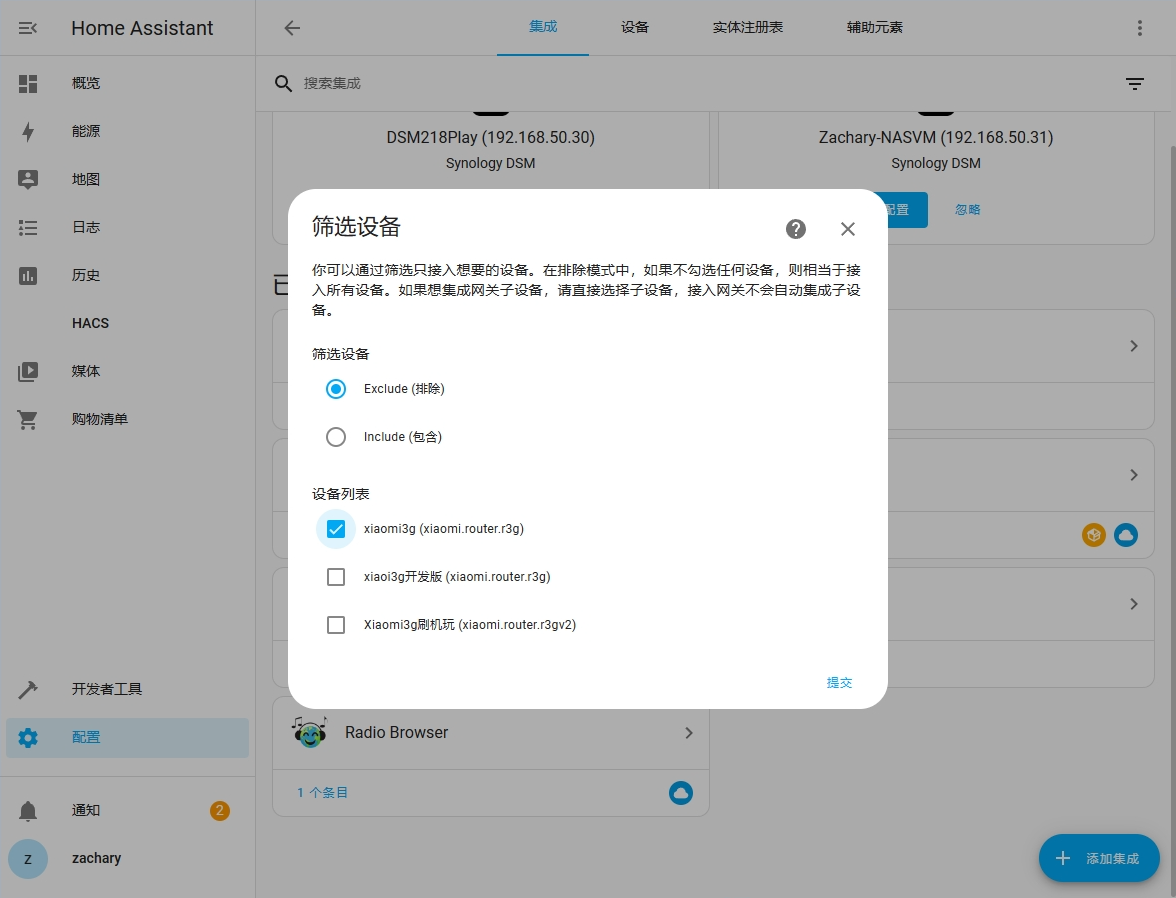 Home Assistant
集成
设备
实体注册表
辅助元素
搜索集成
概览
能源
地图
日志
历史
HACS
媒体
购物清单
开发者工具
配置
通知
2
z
zachary
DSM218Play (192.168.50.30)
Synology DSM
Zachary-NASVM (192.168.50.31)
Synology DSM
配置
忽略
筛选设备
你可以通过筛选只接入想要的设备。在排除模式中，如果不勾选任何设备，则相当于接
入所有设备。如果想集成网关子设备，请直接选择子设备，接入网关不会自动集成子设
备。
筛选设备
Exclude (排除)
Include (包含)
设备列表
xiaomi3g (xiaomi.router.r3g)
xiaoi3g开发版 (xiaomi.router.r3g)
Xiaomi3g刷机玩 (xiaomi.router.r3gv2)
提交
Radio Browser
1 个条目
添加集成